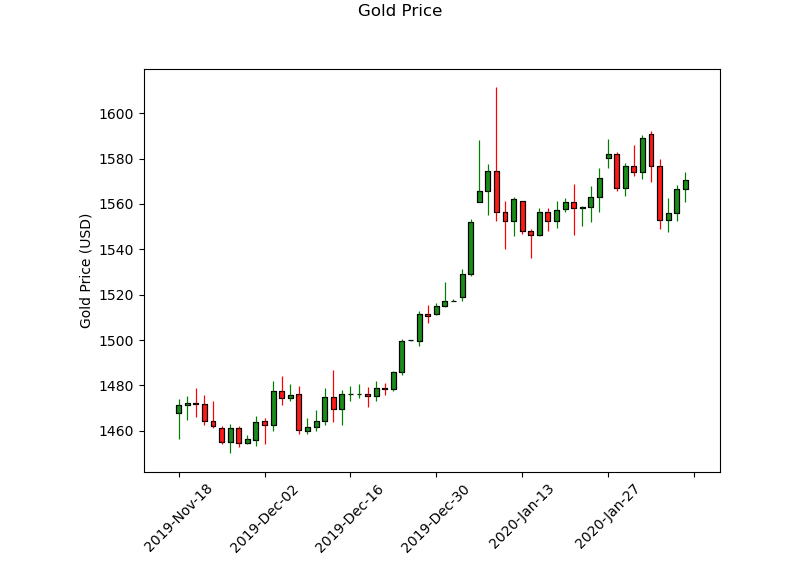 Gold Price
Gold Price (USD)
1600
1580
1560
1540
1520
1500
1480
1460
2019-Nov-18
2019-Dec-02
2019-Dec-16
2019-Dec-30
2020-Jan-13
2020-Jan-27